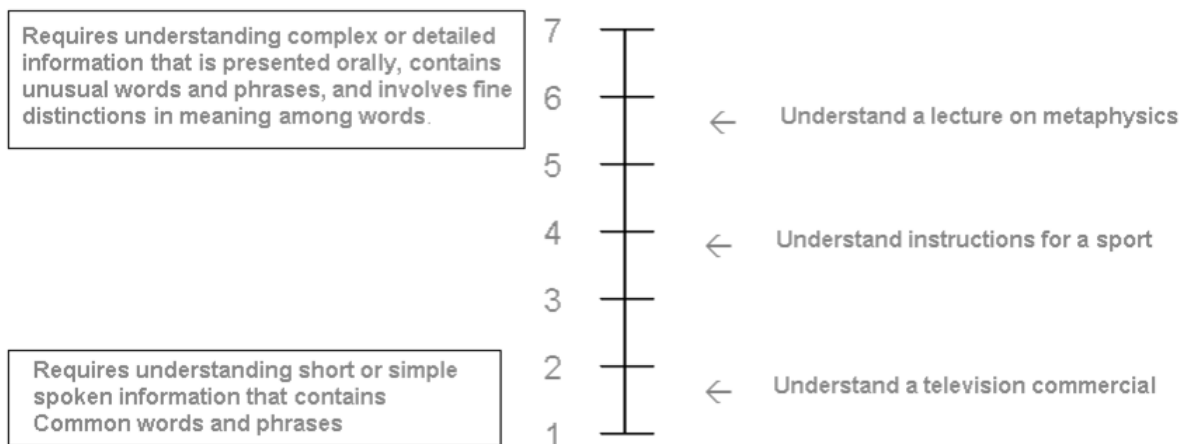 Requires understanding complex or detailed
information that is presented orally, contains
unusual words and phrases, and involves fine
distinctions in meaning among words.
7
6
5
4
3
2
1
← Understand a lecture on metaphysics
← Understand instructions for a sport
← Understand a television commercial
Requires understanding short or simple
spoken information that contains
Common words and phrases